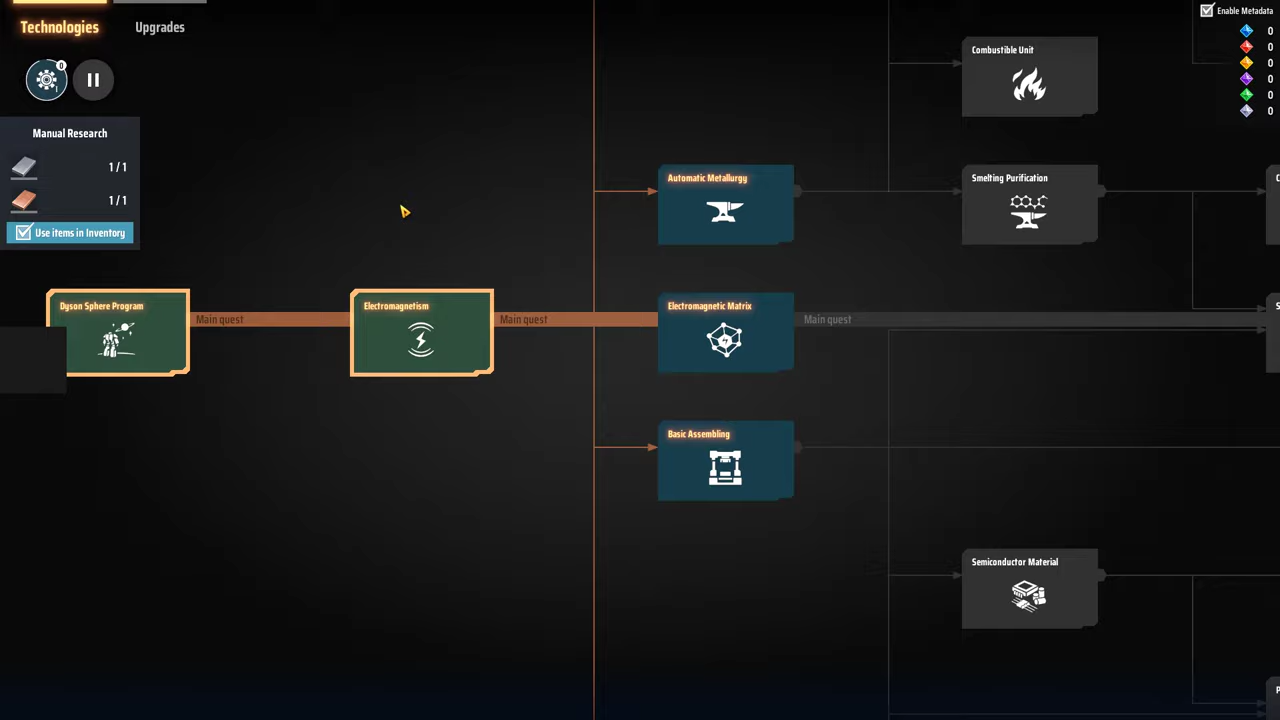 Technologies
Upgrades
Enable Metadata
0
0
0
0
0
0
0
Manual Research
1 / 1
1 / 1
Use items in Inventory
Combustible Unit
Automatic Metallurgy
Smelting Purification
Dyson Sphere Program
Main quest
Electromagnetism
Main quest
Electromagnetic Matrix
Main quest
Basic Assembling
Semiconductor Material